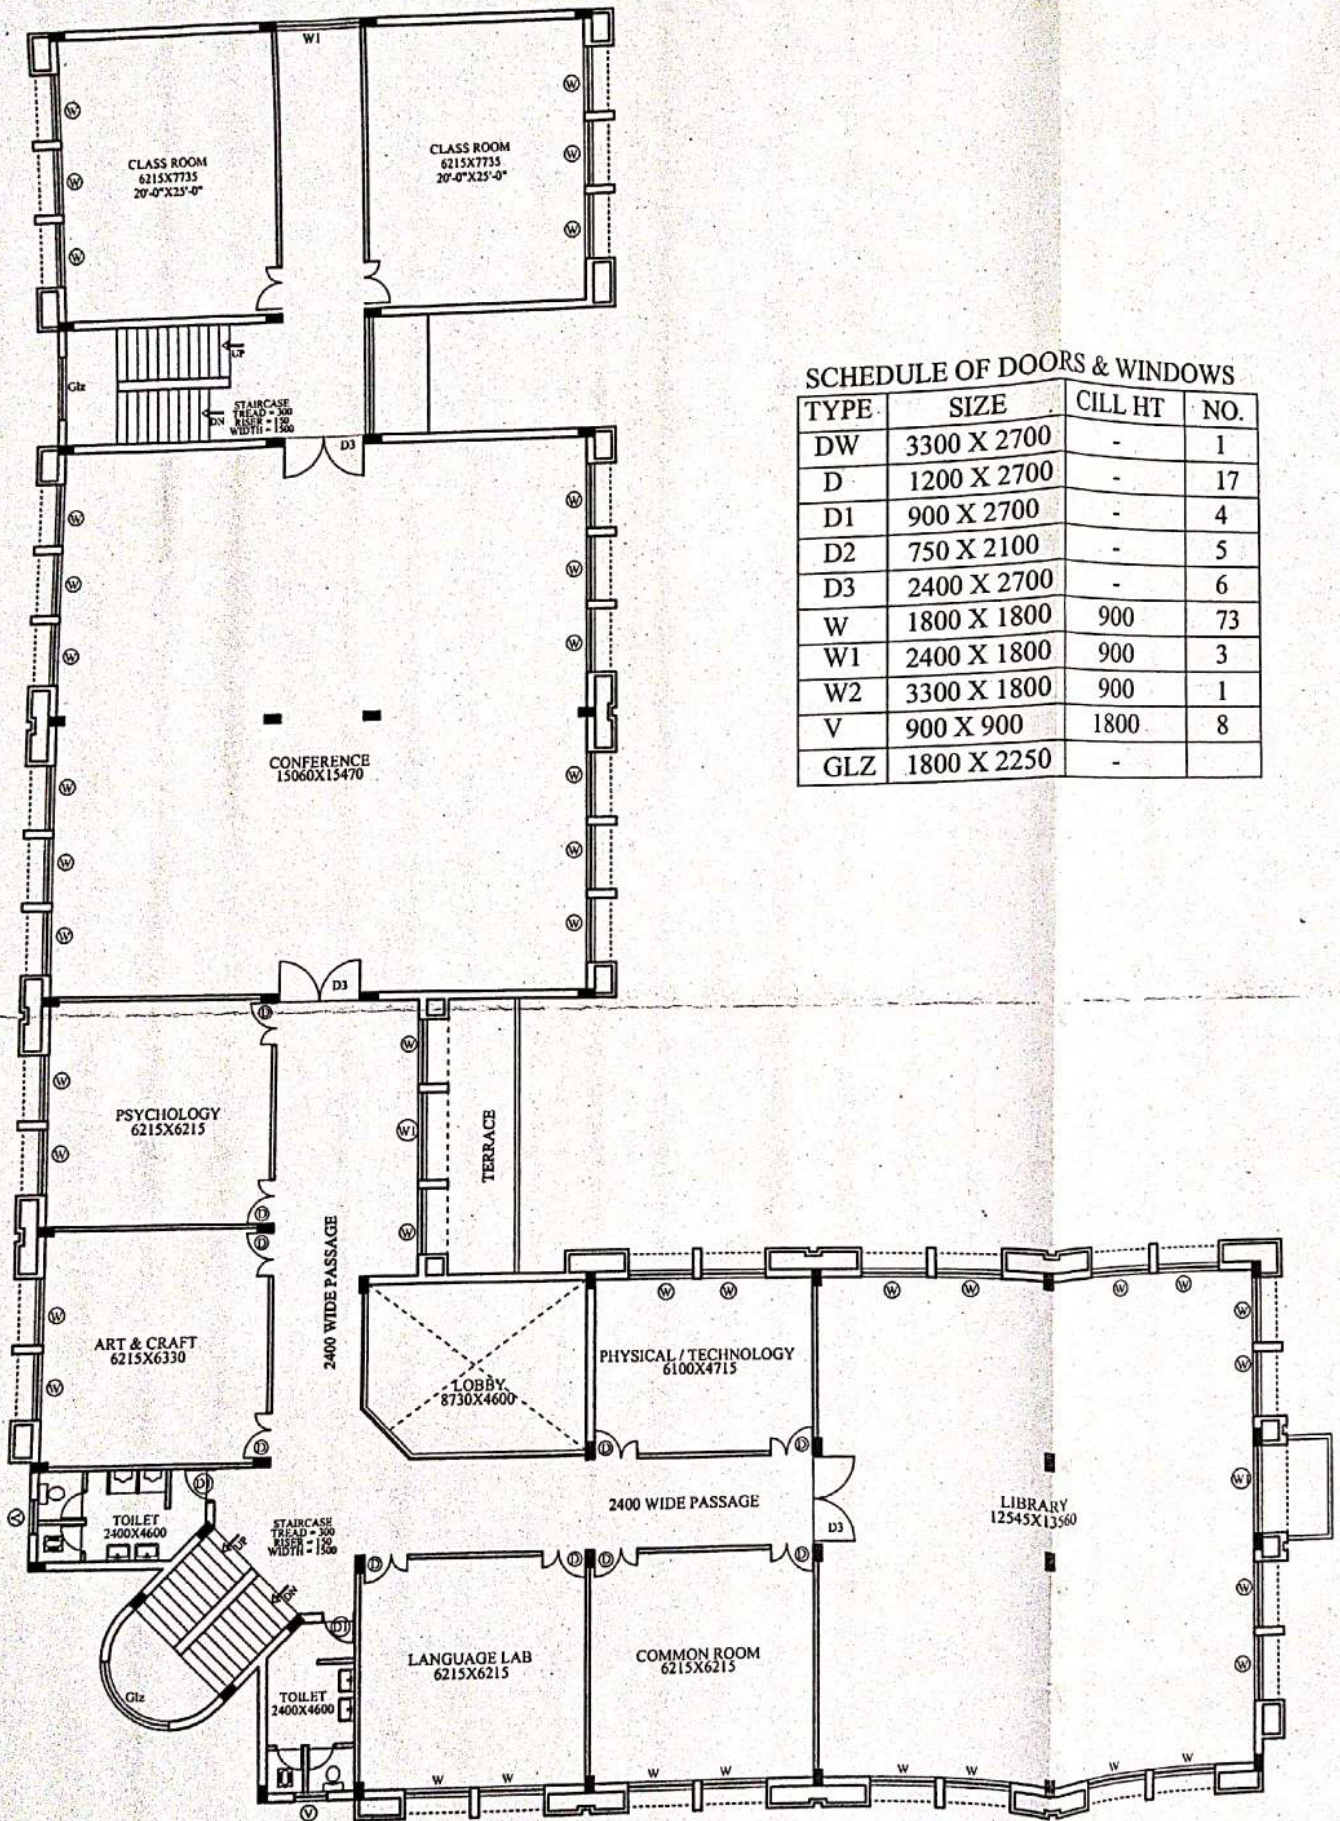 W1
CLASS ROOM
6215X7735
20'-0"X25'-0"
CLASS ROOM
6215X7735
20'-0"X25'-0"
W
W
W
W
W
W
UP
Glz
STAIRCASE
TREAD = 300
RISER = 150
WIDTH = 1500
DN
D3
SCHEDULE OF DOORS & WINDOWS
TYPE SIZE CILL HT NO.
DW 3300 X 2700 - 1
D 1200 X 2700 - 17
D1 900 X 2700 - 4
D2 750 X 2100 - 5
D3 2400 X 2700 - 6
W 1800 X 1800 900 73
W1 2400 X 1800 900 3
W2 3300 X 1800 900 1
V 900 X 900 1800 8
GLZ 1800 X 2250 -
W
W
W
W
W
W
CONFERENCE
15060X15470
W
W
W
W
W
W
D3
D
W
W
PSYCHOLOGY
6215X6215
W1
TERRACE
W
D
W
D
2400 WIDE PASSAGE
W
W
ART & CRAFT
6215X6330
D
LOBBY
8730X4600
W
W
PHYSICAL / TECHNOLOGY
6100X4715
D
D
W
W
W
W
W
W
W1
LIBRARY
12545X13560
2400 WIDE PASSAGE
D3
D1
V
TOILET
2400X4600
STAIRCASE
TREAD = 300
RISER = 150
WIDTH = 1500
UP
DN
Glz
D
D
D
D
W
W
D1
LANGUAGE LAB
6215X6215
COMMON ROOM
6215X6215
TOILET
2400X4600
W
W
W
W
W
W
W
W
V